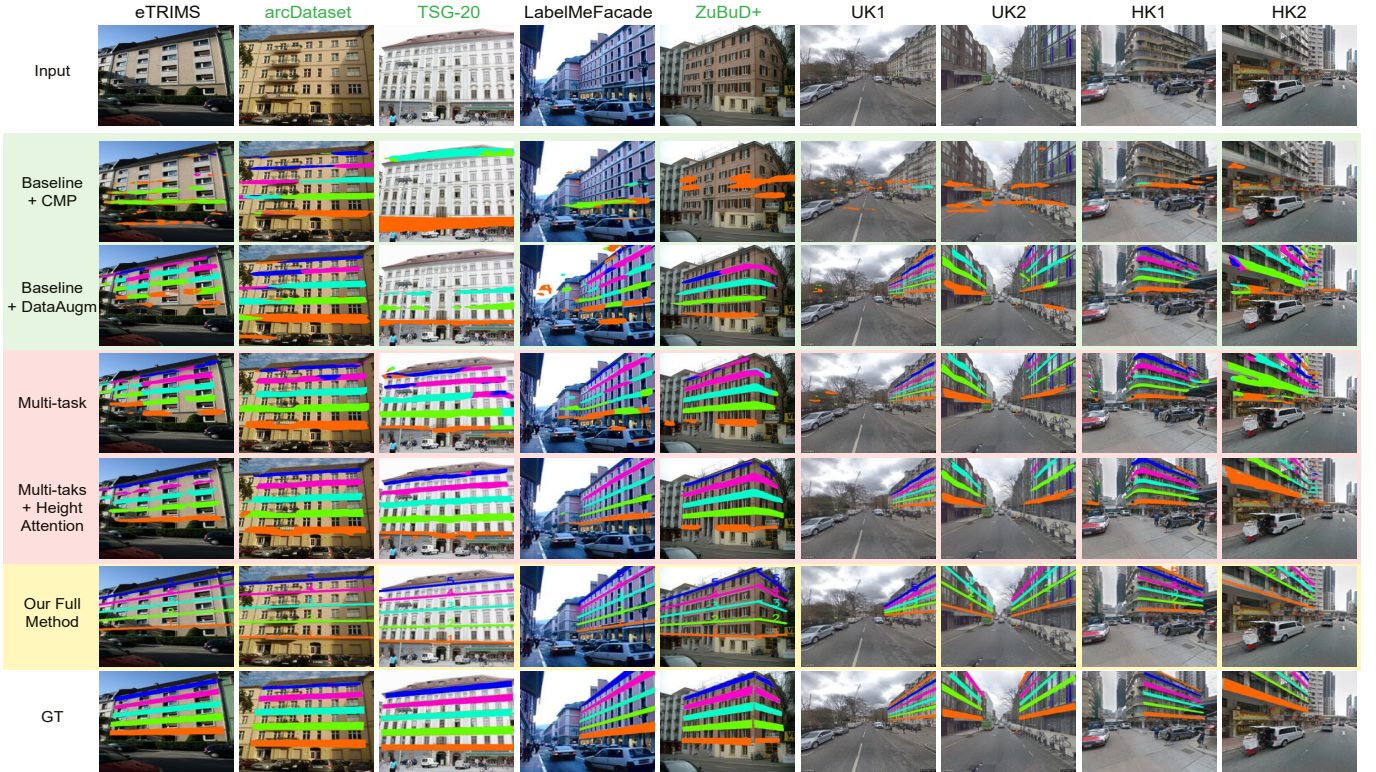 eTRIMS arcDataset TSG-20 LabelMeFacade ZuBuD+ UK1 UK2 HK1 HK2
Input
Baseline
+ CMP
Baseline
+ DataAugm
Multi-task
Multi-taks
+ Height
Attention
Our Full
Method
GT